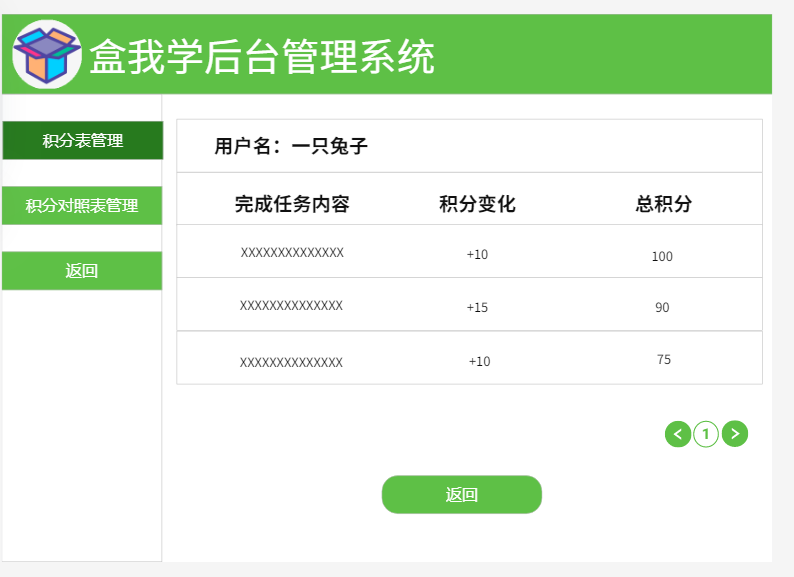 盒我学后台管理系统
积分表管理
积分对照表管理
返回
用户名：一只兔子
完成任务内容 积分变化 总积分
XXXXXXXXXXXXXX +10 100
XXXXXXXXXXXXXX +15 90
XXXXXXXXXXXXXX +10 75
< 1 >
返回